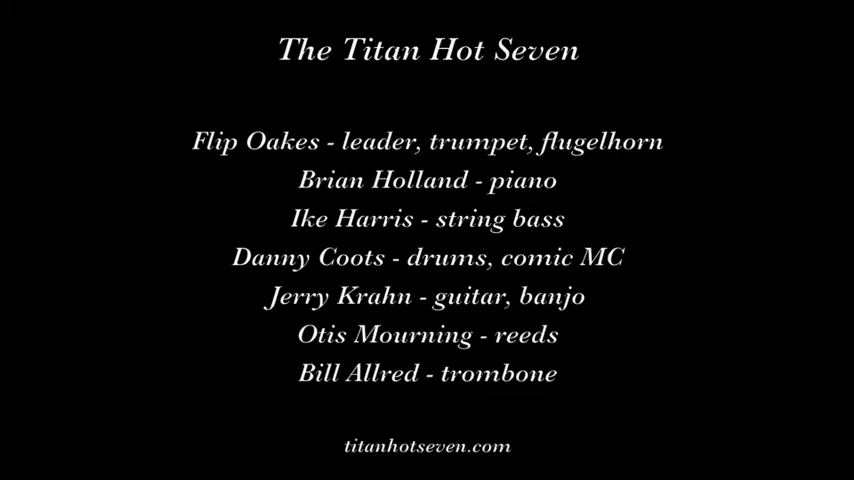 The Titan Hot Seven
Flip Oakes - leader, trumpet, flugelhorn
Brian Holland - piano
Ike Harris - string bass
Danny Coots - drums, comic MC
Jerry Krahn - guitar, banjo
Otis Mourning - reeds
Bill Allred - trombone
titanhotseven.com